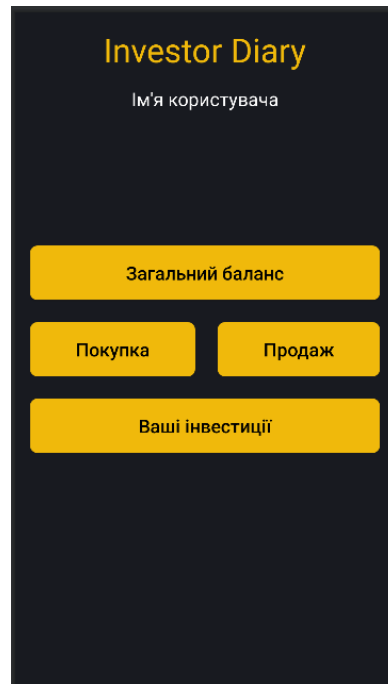 Investor Diary
Ім'я користувача
Загальний баланс
Покупка
Продаж
Ваші інвестиції